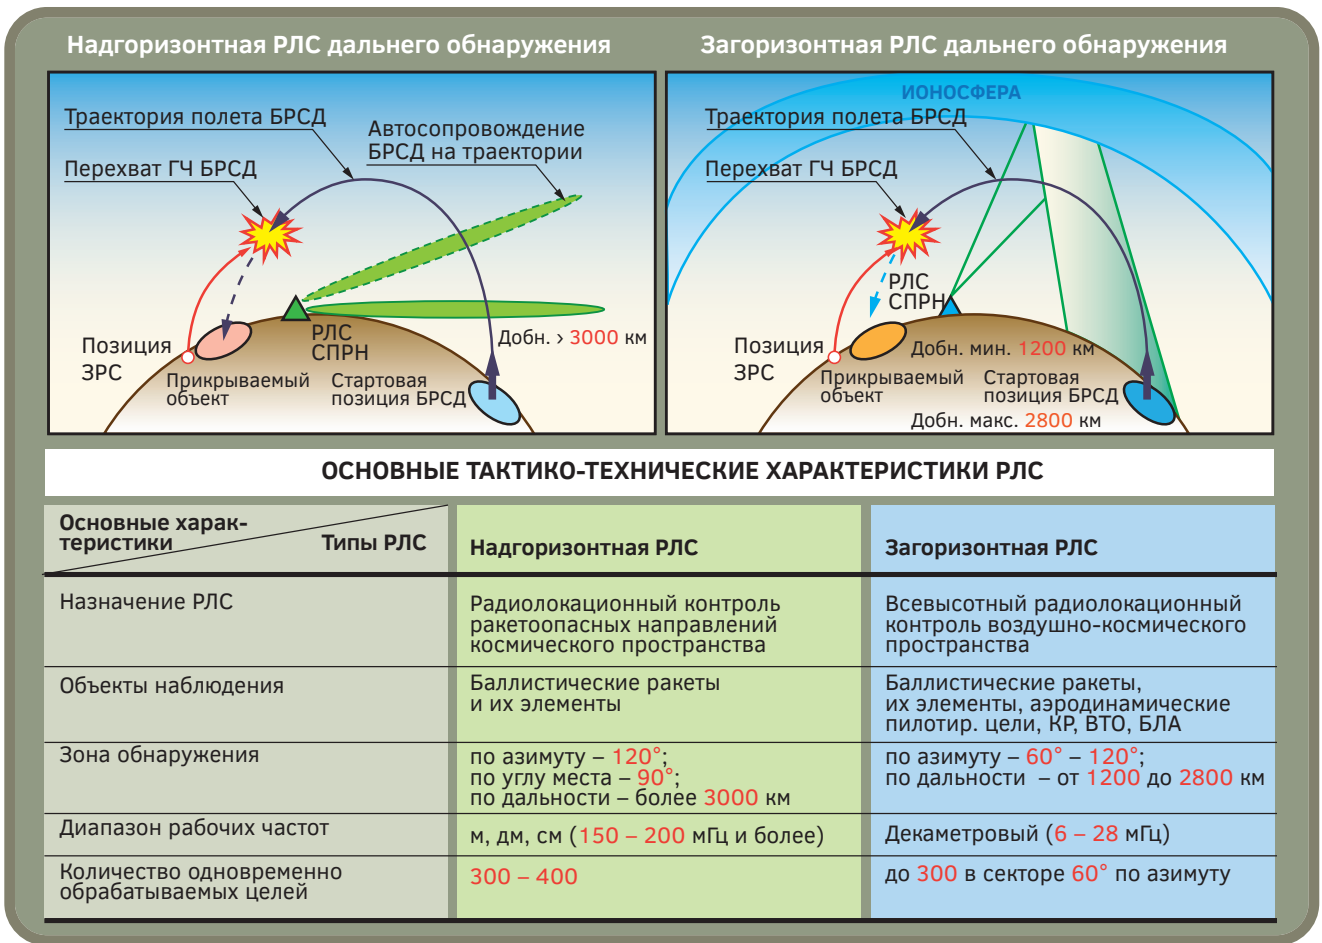 Надгоризонтная РЛС дальнего обнаружения
Траектория полета БРСД
Автосопровождение
БРСД на траектории
Перехват ГЧ БРСД
РЛС
СПРН
Dобн. > 3000 км
Позиция
ЗРС
Прикрываемый
объект
Стартовая
позиция БРСД
Загоризонтная РЛС дальнего обнаружения
ИОНОСФЕРА
Траектория полета БРСД
Перехват ГЧ БРСД
РЛС
СПРН
Позиция
ЗРС
Dобн. мин. 1200 км
Прикрываемый
объект
Стартовая
позиция БРСД
Dобн. макс. 2800 км
ОСНОВНЫЕ ТАКТИКО-ТЕХНИЧЕСКИЕ ХАРАКТЕРИСТИКИ РЛС
Основные харак-
теристики
Типы РЛС
Надгоризонтная РЛС
Загоризонтная РЛС
Назначение РЛС
Радиолокационный контроль
ракетоопасных направлений
космического пространства
Всевысотный радиолокационный
контроль воздушно-космического
пространства
Объекты наблюдения
Баллистические ракеты
и их элементы
Баллистические ракеты,
их элементы, аэродинамические
пилотир. цели, КР, ВТО, БЛА
Зона обнаружения
по азимуту – 120°;
по углу места – 90°;
по дальности – более 3000 км
по азимуту – 60° – 120°;
по дальности – от 1200 до 2800 км
Диапазон рабочих частот
м, дм, см (150 – 200 мГц и более)
Декаметровый (6 – 28 мГц)
Количество одновременно
обрабатываемых целей
300 – 400
до 300 в секторе 60° по азимуту